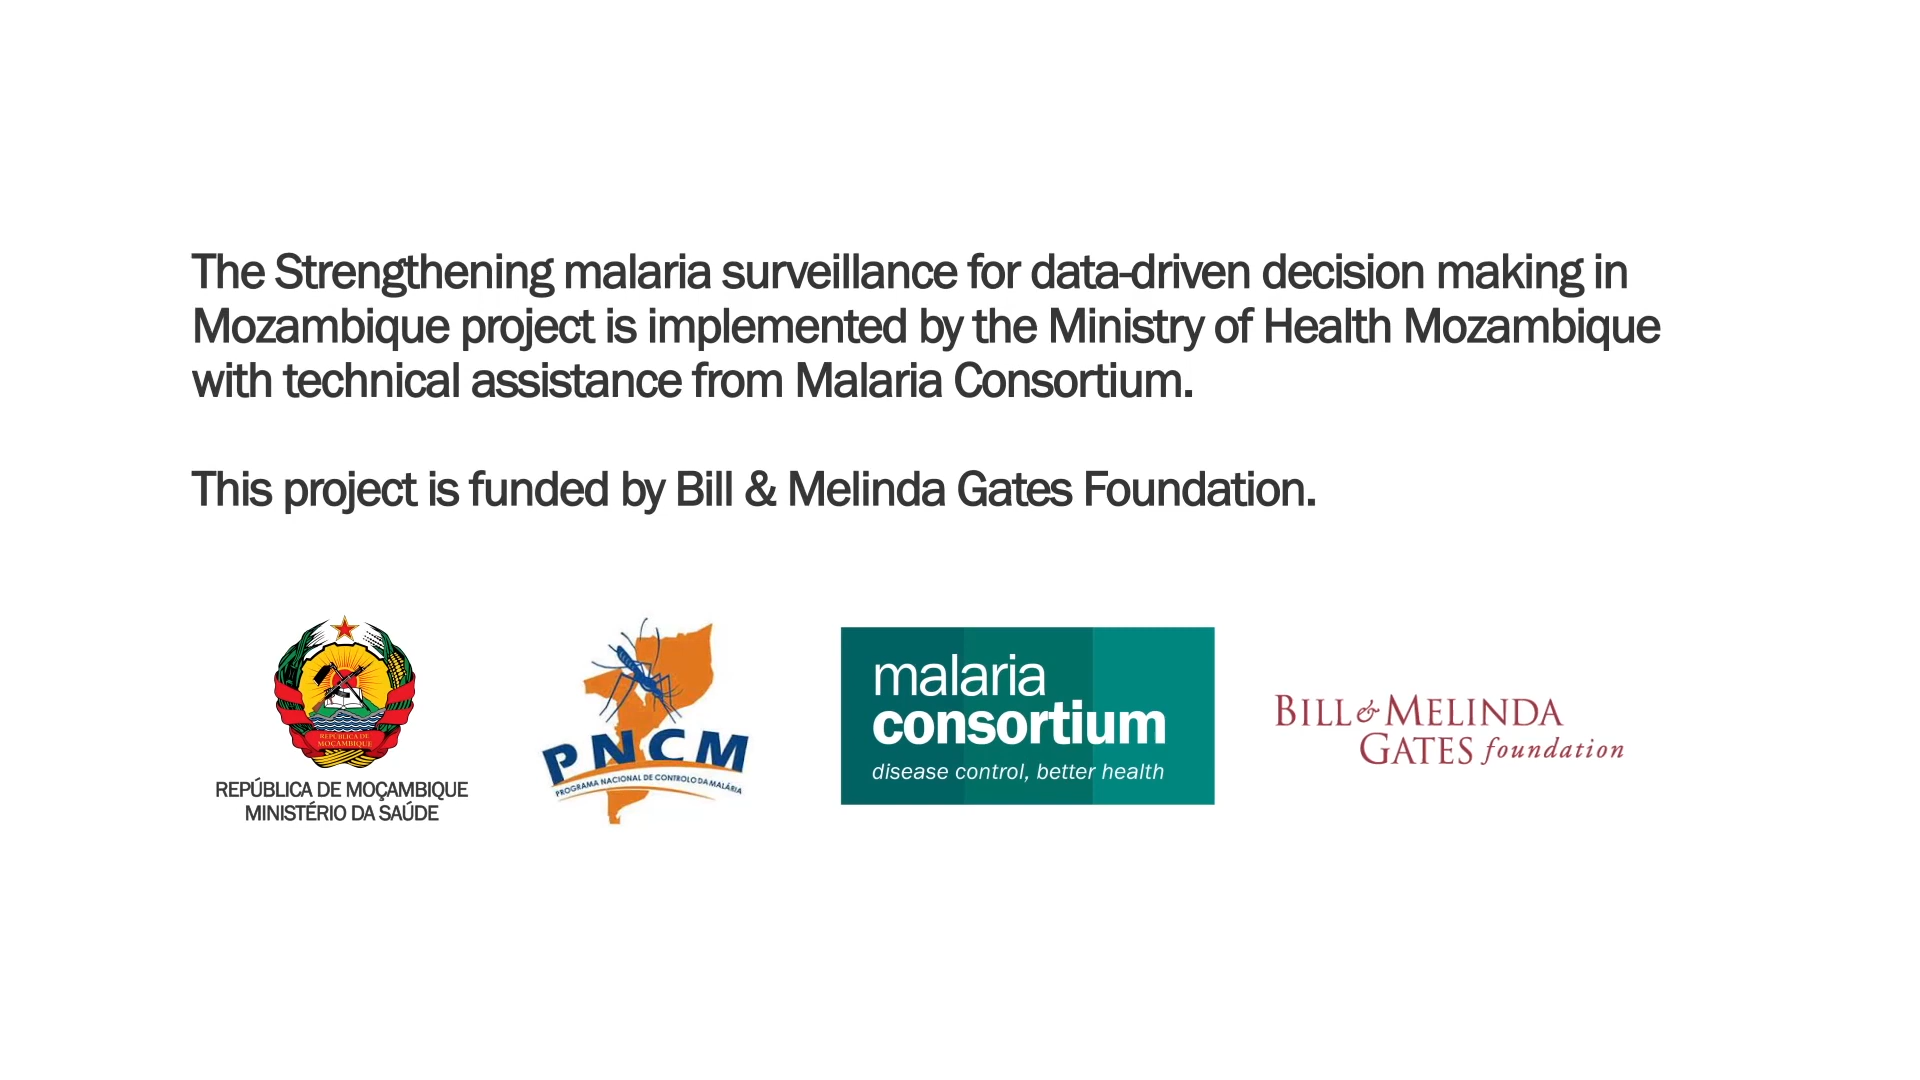 The Strengthening malaria surveillance for data-driven decision making in
Mozambique project is implemented by the Ministry of Health Mozambique
with technical assistance from Malaria Consortium.
This project is funded by Bill & Melinda Gates Foundation.
REPÚBLICA DE
MOÇAMBIQUE
REPÚBLICA DE MOÇAMBIQUE
MINISTÉRIO DA SAÚDE
PNCM
PROGRAMA NACIONAL DE CONTROLO DA MALÁRIA
malaria
consortium
disease control, better health
BILL & MELINDA
GATES foundation